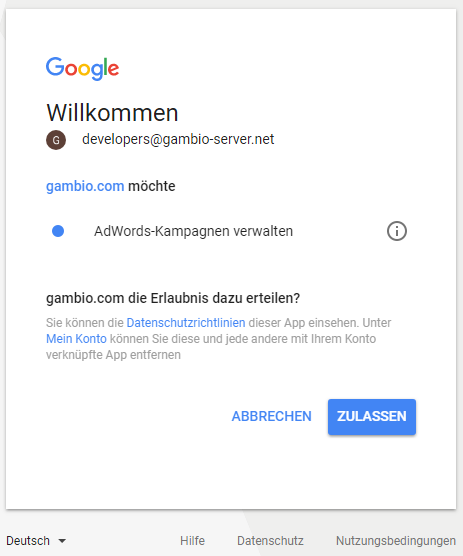 Google
Willkommen
G developers@gambio-server.net
gambio.com möchte
AdWords-Kampagnen verwalten
gambio.com die Erlaubnis dazu erteilen?
Sie können die Datenschutzrichtlinien dieser App einsehen. Unter
Mein Konto können Sie diese und jede andere mit Ihrem Konto
verknüpfte App entfernen
ABBRECHEN ZULASSEN
Deutsch Hilfe Datenschutz Nutzungsbedingungen